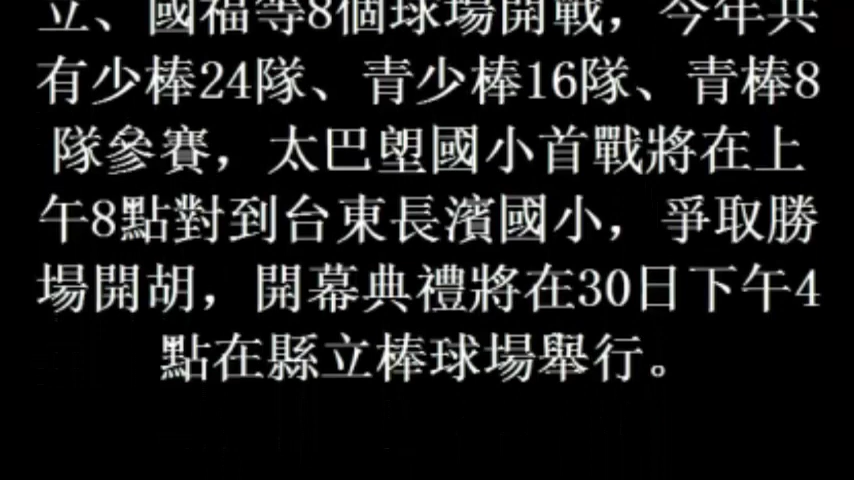 立、國福等8個球場開戰，今年共
有少棒24隊、青少棒16隊、青棒8
隊參賽，太巴塱國小首戰將在上
午8點對到台東長濱國小，爭取勝
場開胡，開幕典禮將在30日下午4
點在縣立棒球場舉行。